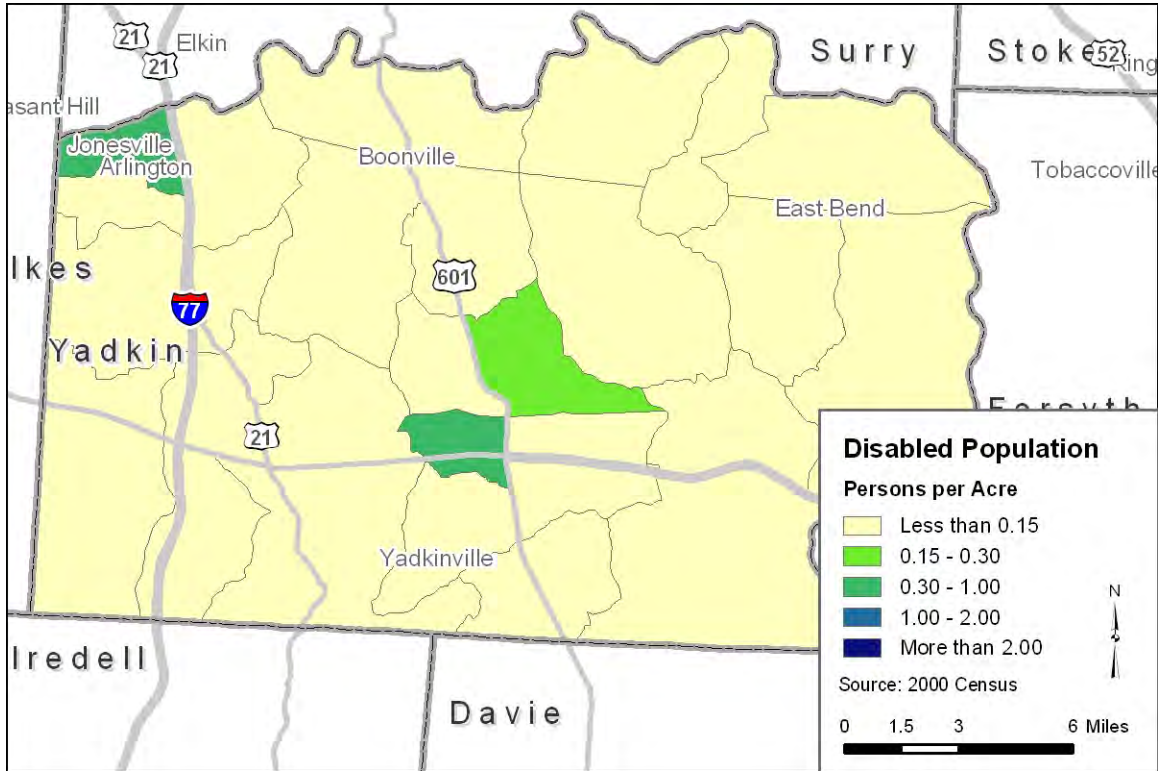 21
Elkin
21
Surry
Stoke
52
Ring
asant Hill
Jonesville
Arlington
Boonville
Tobaccoville
East Bend
lkes
601
77
Yadkin
21
Forsyth
Yadkinville
Iredell
Davie
Disabled Population
Persons per Acre
Less than 0.15
0.15 - 0.30
0.30 - 1.00
1.00 - 2.00
More than 2.00
N
Source: 2000 Census
0 1.5 3 6 Miles